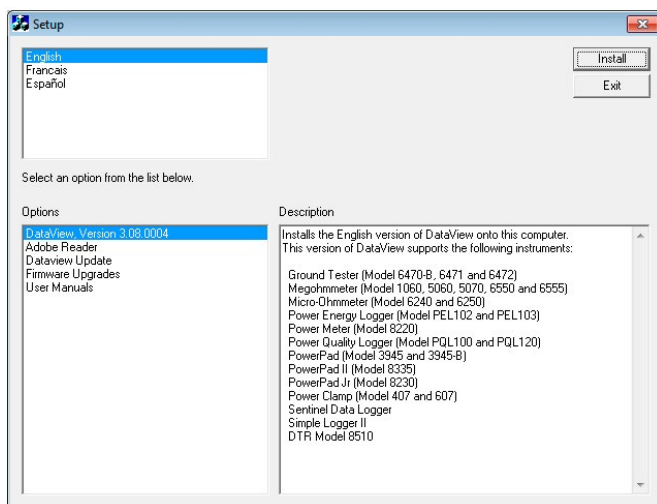 Setup
English
Francais
Español
Install
Exit
Select an option from the list below.
Options
DataView, Version 3.08.0004
Adobe Reader
Dataview Update
Firmware Upgrades
User Manuals
Description
Installs the English version of DataView onto this computer.
This version of DataView supports the following instruments:
Ground Tester (Model 6470-B, 6471 and 6472)
Megohmmeter (Model 1060, 5060, 5070, 6550 and 6555)
Micro-Ohmmeter (Model 6240 and 6250)
Power Energy Logger (Model PEL102 and PEL103)
Power Meter (Model 8220)
Power Quality Logger (Model PQL100 and PQL120)
PowerPad (Model 3945 and 3945-B)
PowerPad II (Model 8335)
PowerPad Jr (Model 8230)
Power Clamp (Model 407 and 607)
Sentinel Data Logger
Simple Logger II
DTR Model 8510